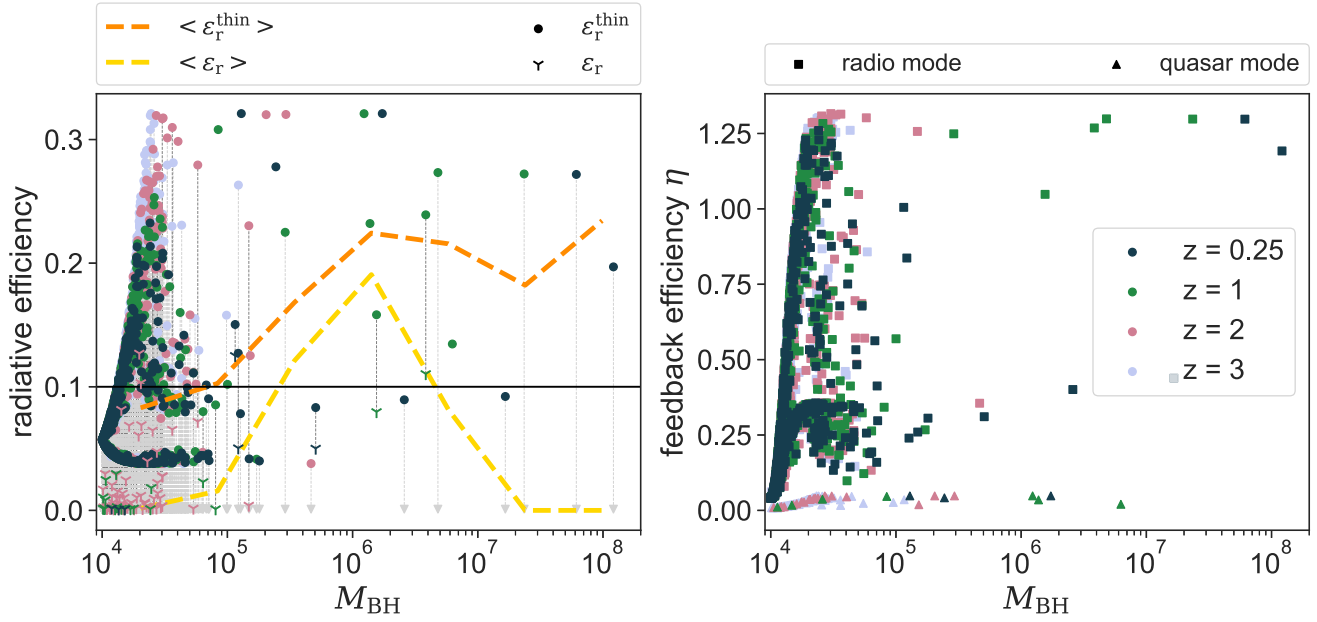 < ε_r^thin > ε_r^thin
< ε_r > ε_r
radiative efficiency
0.3
0.2
0.1
0.0
10^4 10^5 10^6 10^7 10^8
M_BH
radio mode quasar mode
feedback efficiency η
1.25
1.00
0.75
0.50
0.25
0.00
z = 0.25
z = 1
z = 2
z = 3
10^4 10^5 10^6 10^7 10^8
M_BH